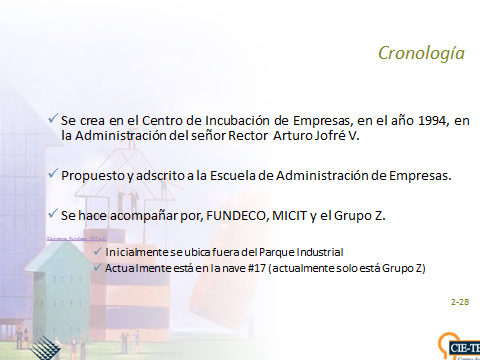 Cronología
Se crea en el Centro de Incubación de Empresas, en el año 1994, en
la Administración del señor Rector Arturo Jofré V.
Propuesto y adscrito a la Escuela de Administración de Empresas.
Se hace acompañar por, FUNDECO, MICIT y el Grupo Z.
Inicialmente se ubica fuera del Parque Industrial
Actualmente está en la nave #17 (actualmente solo está Grupo Z)
2-28
CIE-TE